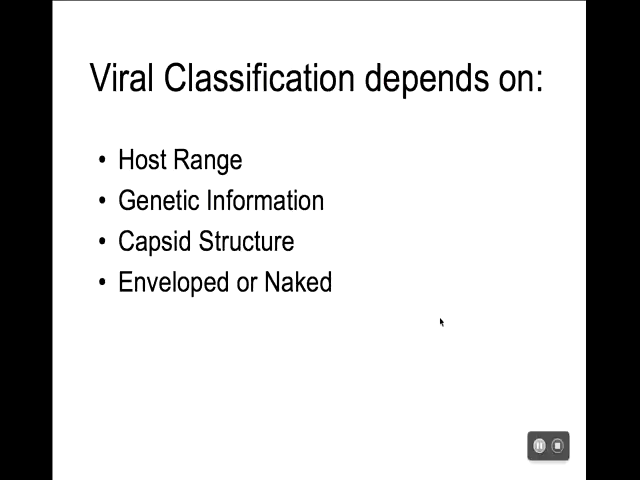 Viral Classification depends on:
• Host Range
• Genetic Information
• Capsid Structure
• Enveloped or Naked